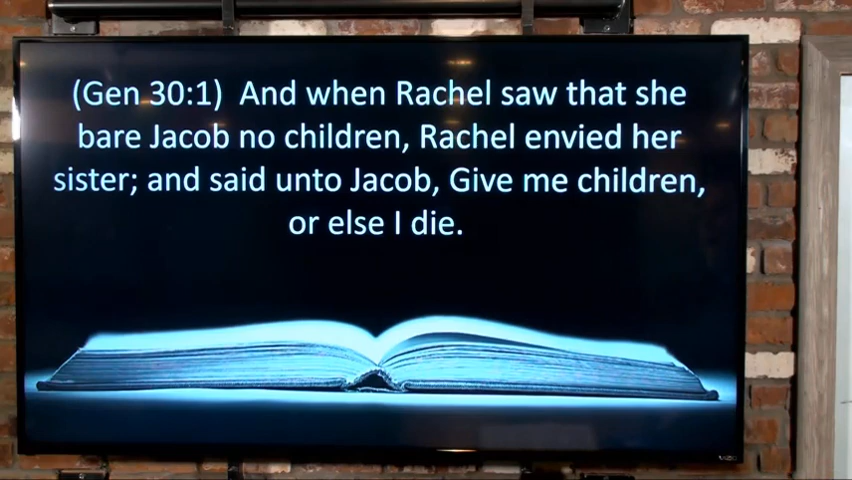 (Gen 30:1) And when Rachel saw that she
bare Jacob no children, Rachel envied her
sister; and said unto Jacob, Give me children,
or else I die.
VIZIO